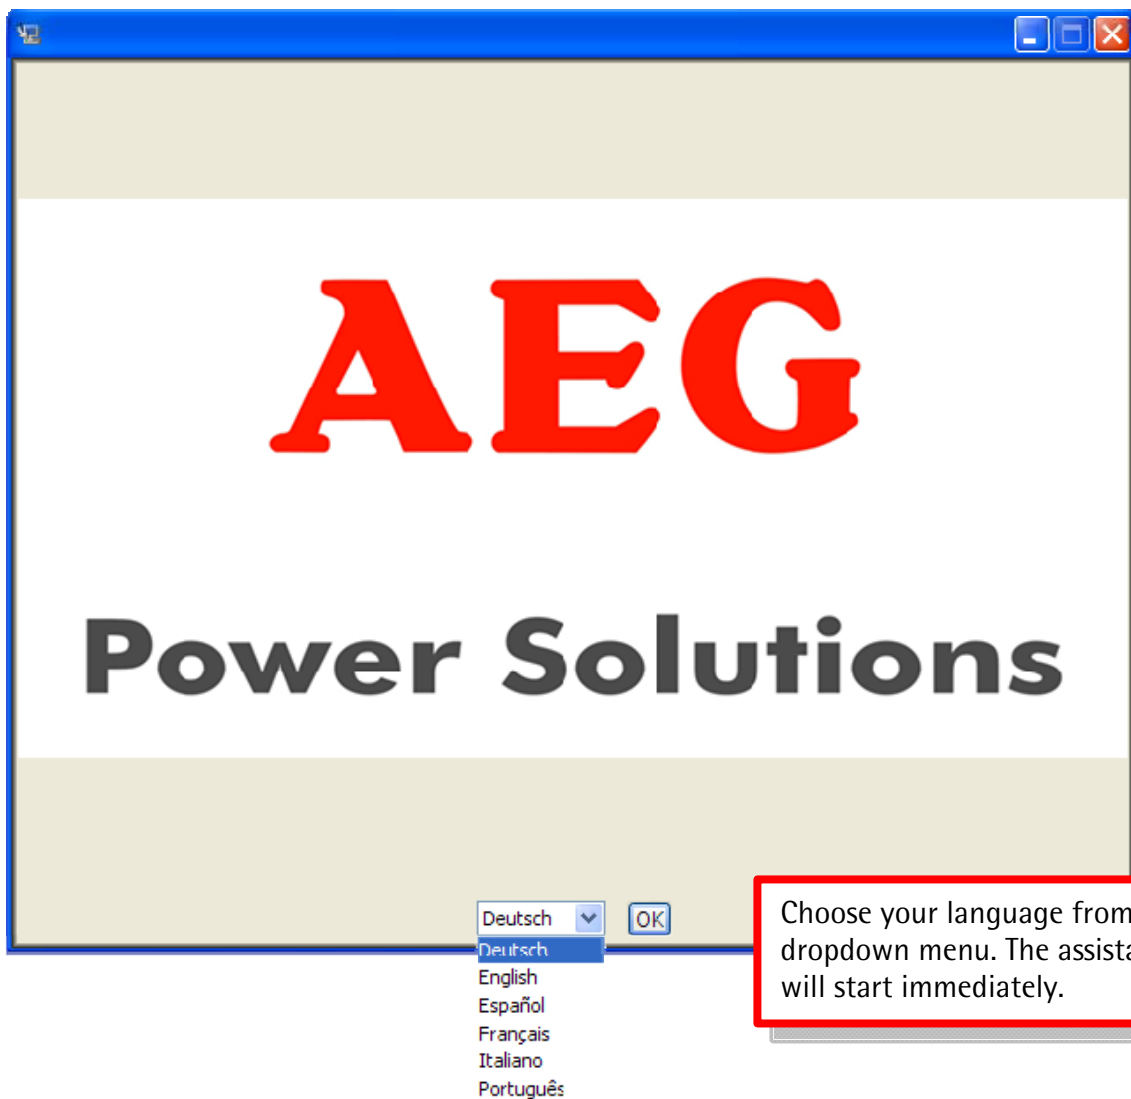 AEG
Power Solutions
Deutsch
OK
Deutsch
English
Español
Français
Italiano
Português
Choose your language from
dropdown menu. The assista
will start immediately.